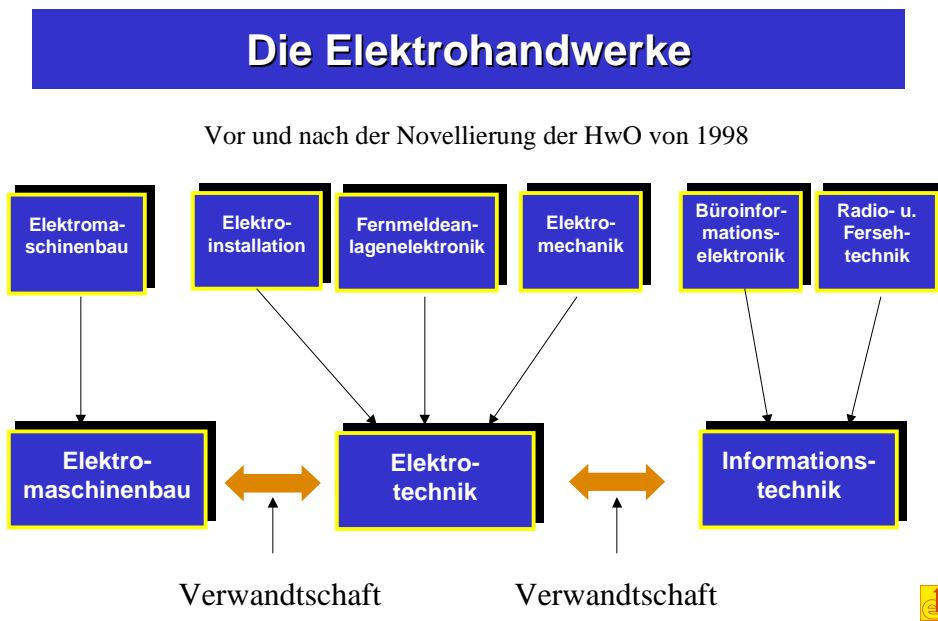 Die Elektrohandwerke
Vor und nach der Novellierung der HwO von 1998
Elektroma-
schinenbau
Elektro-
installation
Fernmeldean-
lagenelektronik
Elektro-
mechanik
Büroinfor-
mations-
elektronik
Radio- u.
Ferseh-
technik
Elektro-
maschinenbau
Elektro-
technik
Informations-
technik
Verwandtschaft
Verwandtschaft